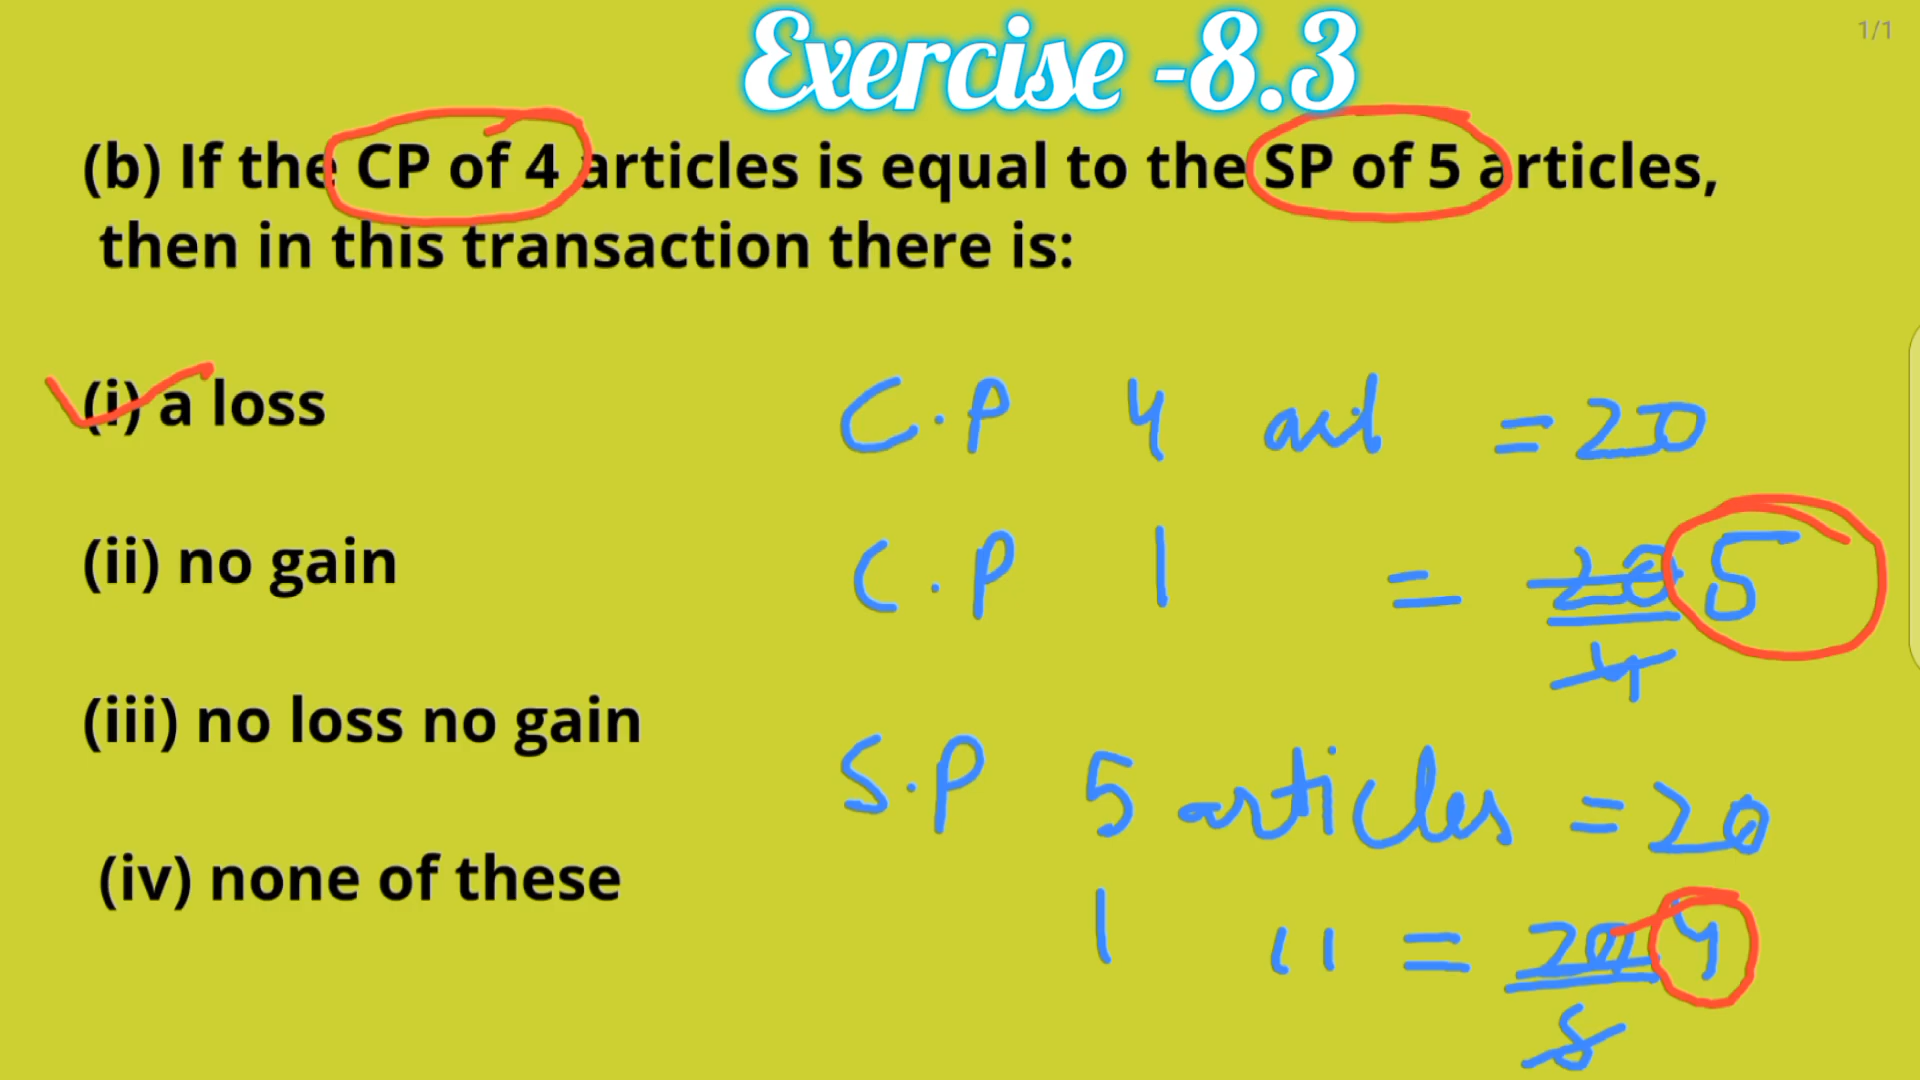 Exercise -8.3
1/1
(b) If the CP of 4 articles is equal to the SP of 5 articles,
then in this transaction there is:
(i) a loss
(ii) no gain
(iii) no loss no gain
(iv) none of these
C.P 4 = 20
C.P 1 = 20 5
4
S.P 5 articles = 20
1 11 = 20 4
5